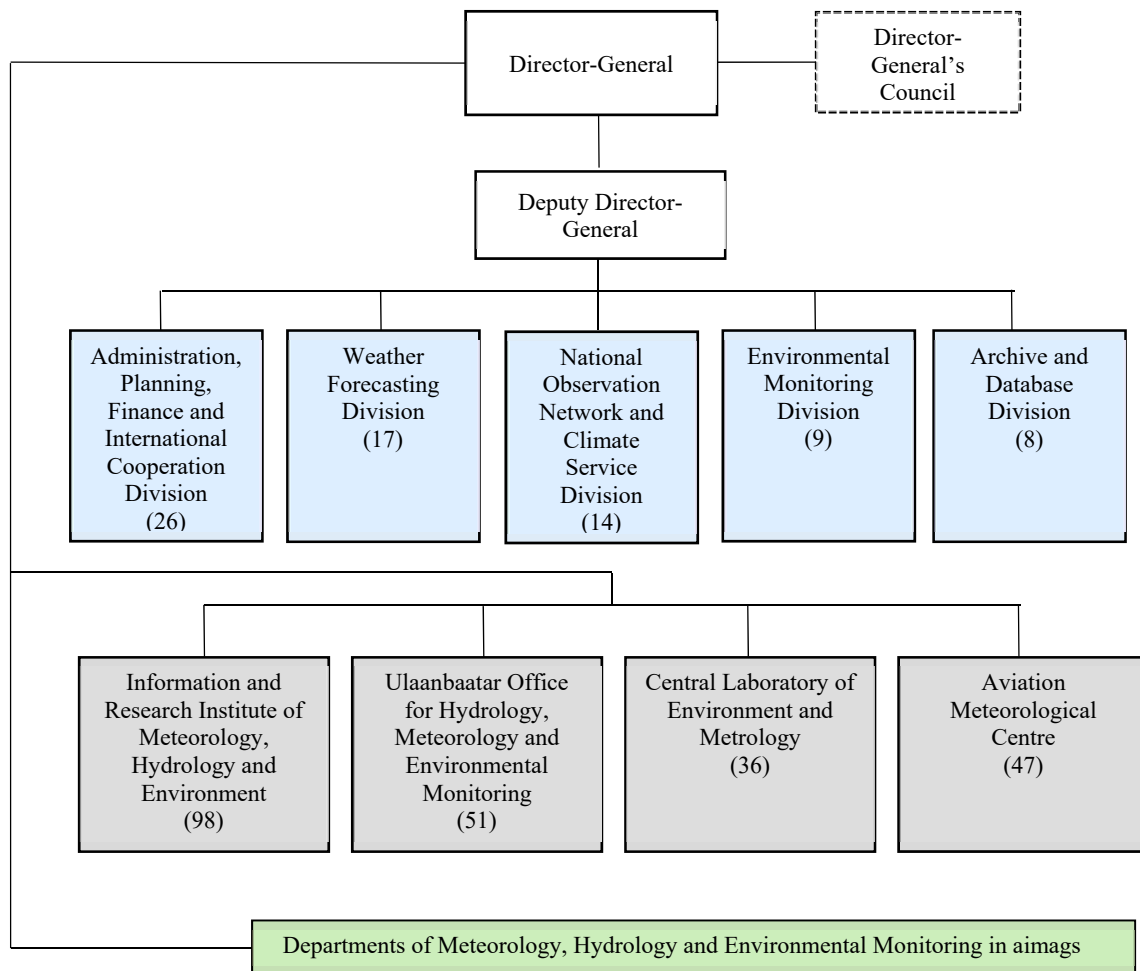 Director-General
Director-
General's
Council
Deputy Director-
General
Administration,
Planning,
Finance and
International
Cooperation
Division
(26)
Weather
Forecasting
Division
(17)
National
Observation
Network and
Climate
Service
Division
(14)
Environmental
Monitoring
Division
(9)
Archive and
Database
Division
(8)
Information and
Research Institute of
Meteorology,
Hydrology and
Environment
(98)
Ulaanbaatar Office
for Hydrology,
Meteorology and
Environmental
Monitoring
(51)
Central Laboratory of
Environment and
Metrology
(36)
Aviation
Meteorological
Centre
(47)
Departments of Meteorology, Hydrology and Environmental Monitoring in aimags